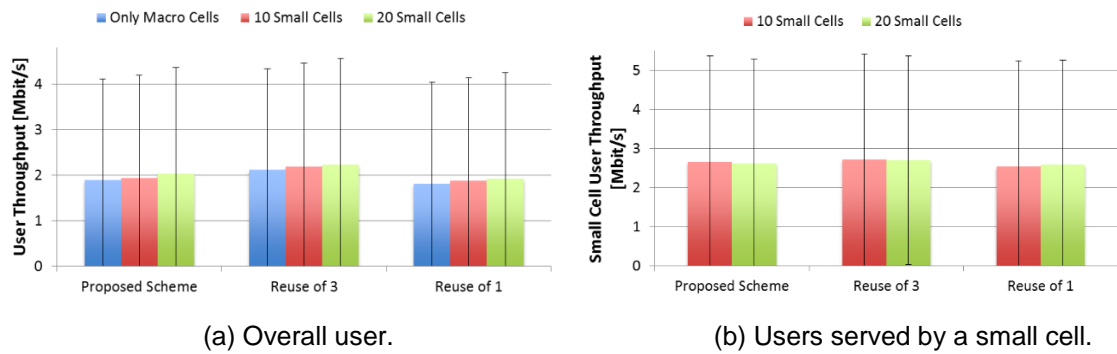 Only Macro Cells 10 Small Cells 20 Small Cells
User Throughput [Mbit/s]
4
3
2
1
0
Proposed Scheme Reuse of 3 Reuse of 1
(a) Overall user.
10 Small Cells 20 Small Cells
Small Cell User Throughput
[Mbit/s]
5
4
3
2
1
0
Proposed Scheme Reuse of 3 Reuse of 1
(b) Users served by a small cell.